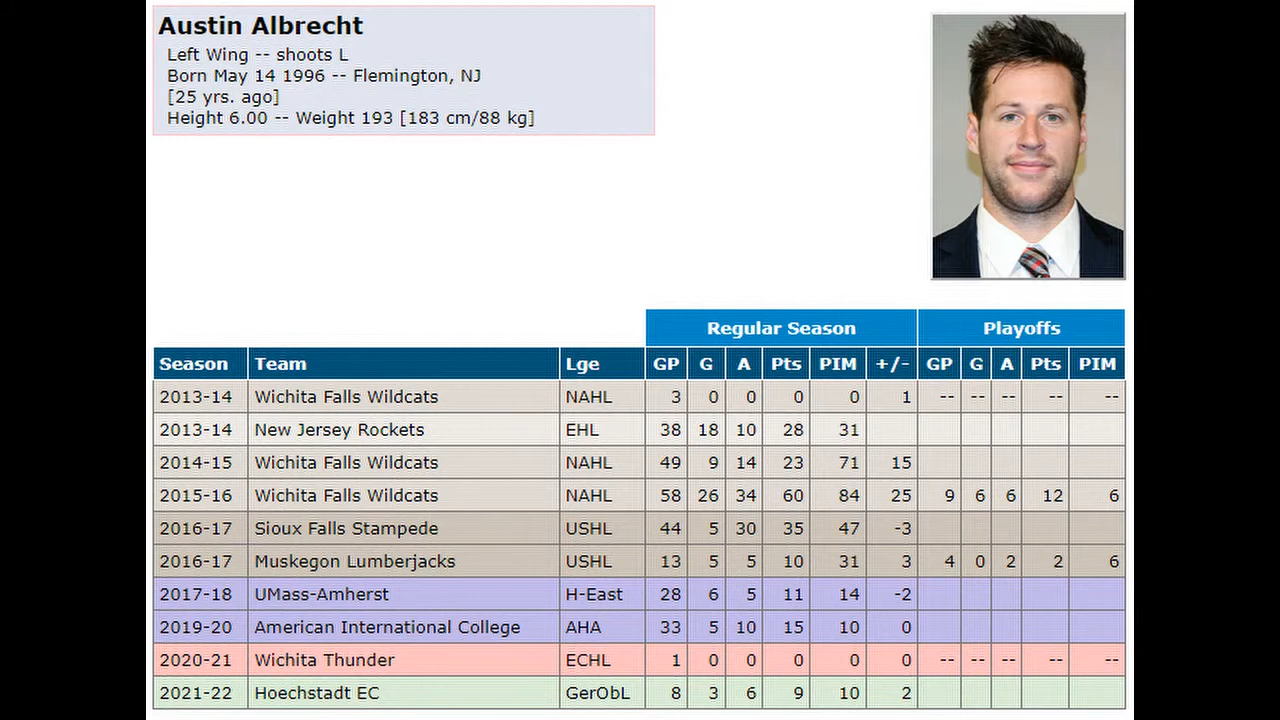 Austin Albrecht
Left Wing -- shoots L
Born May 14 1996 -- Flemington, NJ
[25 yrs. ago]
Height 6.00 -- Weight 193 [183 cm/88 kg]
Regular Season Playoffs
Season Team Lge GP G A Pts PIM +/- GP G A Pts PIM
2013-14 Wichita Falls Wildcats NAHL 3 0 0 0 0 1 -- -- -- -- --
2013-14 New Jersey Rockets EHL 38 18 10 28 31
2014-15 Wichita Falls Wildcats NAHL 49 9 14 23 71 15
2015-16 Wichita Falls Wildcats NAHL 58 26 34 60 84 25 9 6 6 12 6
2016-17 Sioux Falls Stampede USHL 44 5 30 35 47 -3
2016-17 Muskegon Lumberjacks USHL 13 5 5 10 31 3 4 0 2 2 6
2017-18 UMass-Amherst H-East 28 6 5 11 14 -2
2019-20 American International College AHA 33 5 10 15 10 0
2020-21 Wichita Thunder ECHL 1 0 0 0 0 0 -- -- -- -- --
2021-22 Hoechstadt EC GerObL 8 3 6 9 10 2